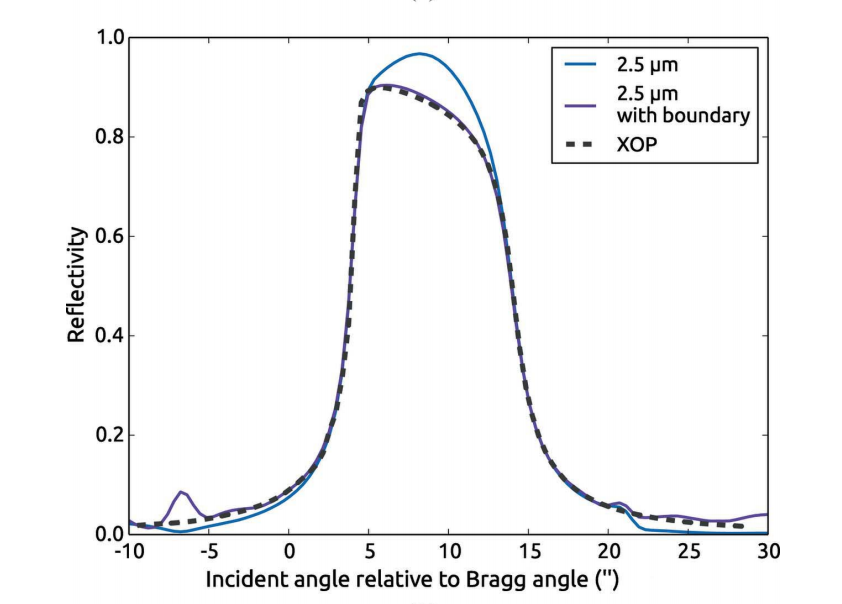 1.0
0.8
0.6
0.4
0.2
0.0
Reflectivity
2.5 μm
2.5 μm
with boundary
XOP
-10 -5 0 5 10 15 20 25 30
Incident angle relative to Bragg angle ('')